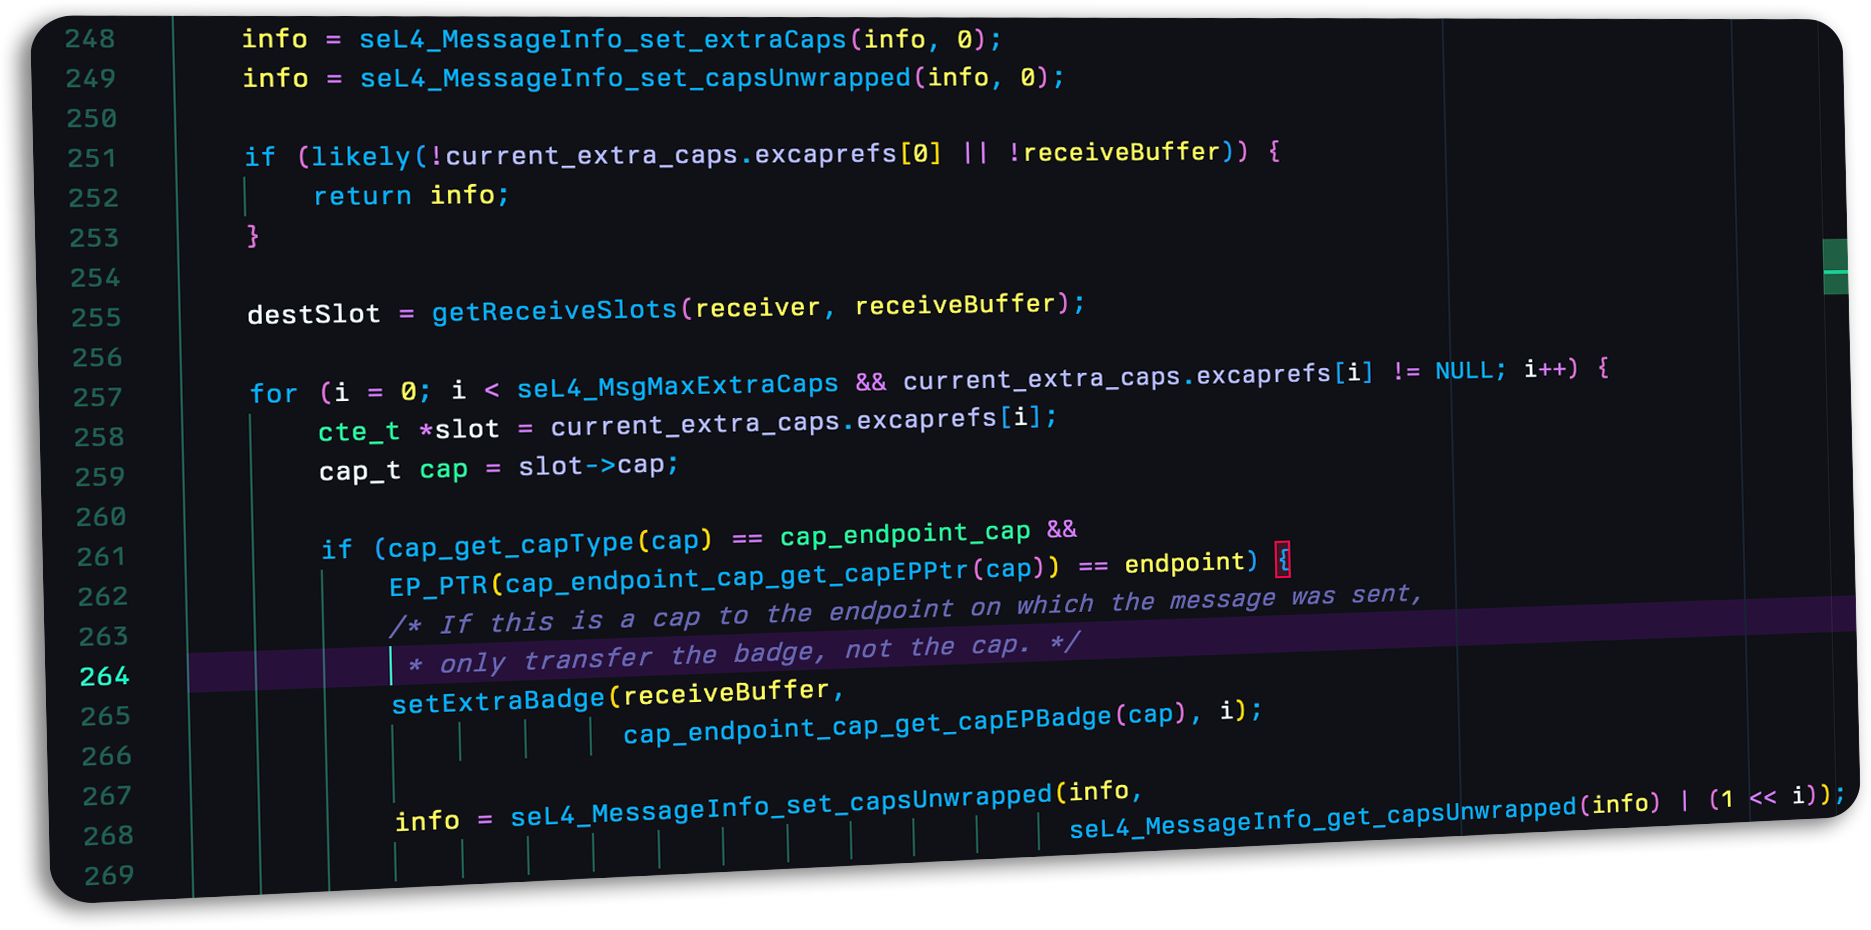 248 info = seL4_MessageInfo_set_extraCaps(info, 0);
249 info = seL4_MessageInfo_set_capsUnwrapped(info, 0);
250
251 if (likely(!current_extra_caps.excaprefs[0] || !receiveBuffer)) {
252 return info;
253 }
254
255 destSlot = getReceiveSlots(receiver, receiveBuffer);
256
257 for (i = 0; i < seL4_MsgMaxExtraCaps && current_extra_caps.excaprefs[i] != NULL; i++) {
258 cte_t *slot = current_extra_caps.excaprefs[i];
259 cap_t cap = slot->cap;
260
261 if (cap_get_capType(cap) == cap_endpoint_cap &&
262 EP_PTR(cap_endpoint_cap_get_capEPPtr(cap)) == endpoint) {
263 /* If this is a cap to the endpoint on which the message was sent,
264 * only transfer the badge, not the cap. */
265 setExtraBadge(receiveBuffer,
266 cap_endpoint_cap_get_capEPBadge(cap), i);
267
268 info = seL4_MessageInfo_set_capsUnwrapped(info,
269 seL4_MessageInfo_get_capsUnwrapped(info) | (1 << i));